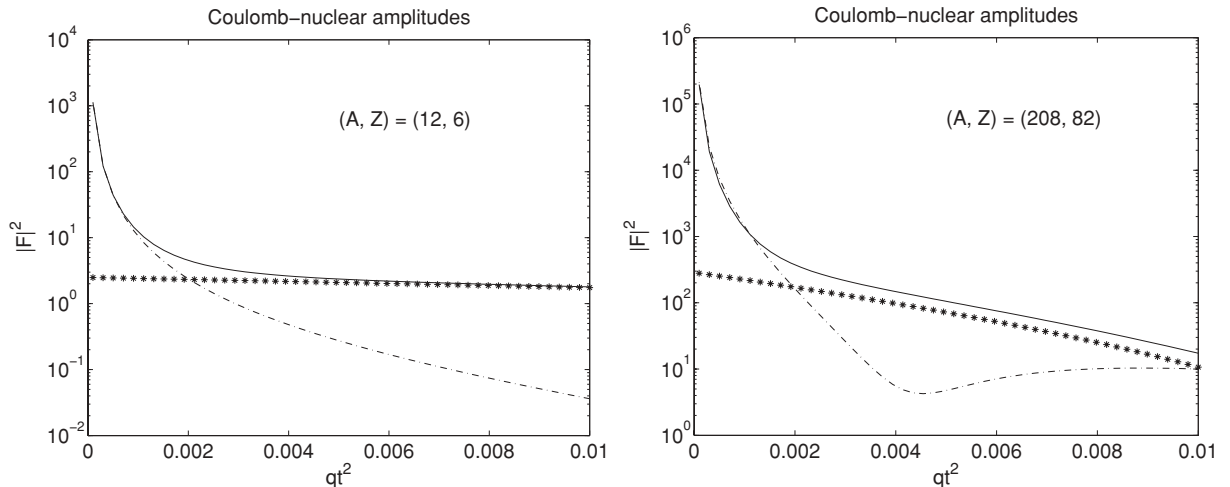 Coulomb–nuclear amplitudes
10^4
10^3
10^2
10^1
10^0
10^−1
10^−2
|F|^2
(A, Z) = (12, 6)
0 0.002 0.004 0.006 0.008 0.01
qt^2
Coulomb–nuclear amplitudes
10^6
10^5
10^4
10^3
10^2
10^1
10^0
|F|^2
(A, Z) = (208, 82)
0 0.002 0.004 0.006 0.008 0.01
qt^2